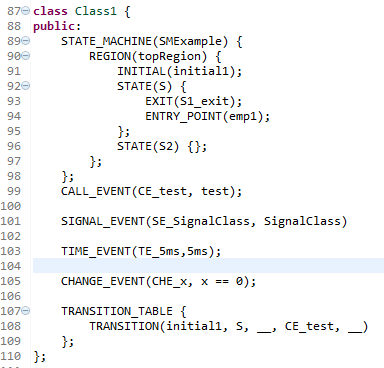 87 class Class1 {
88 public:
89     STATE_MACHINE(SMExample) {
90         REGION(topRegion) {
91             INITIAL(initial1);
92             STATE(S) {
93                 EXIT(S1_exit);
94                 ENTRY_POINT(emp1);
95             };
96             STATE(S2) {};
97         };
98     };
99     CALL_EVENT(CE_test, test);
100
101     SIGNAL_EVENT(SE_SignalClass, SignalClass)
102
103     TIME_EVENT(TE_5ms,5ms);
104
105     CHANGE_EVENT(CHE_x, x == 0);
106
107     TRANSITION_TABLE {
108         TRANSITION(initial1, S, __, CE_test, __)
109     };
110 };